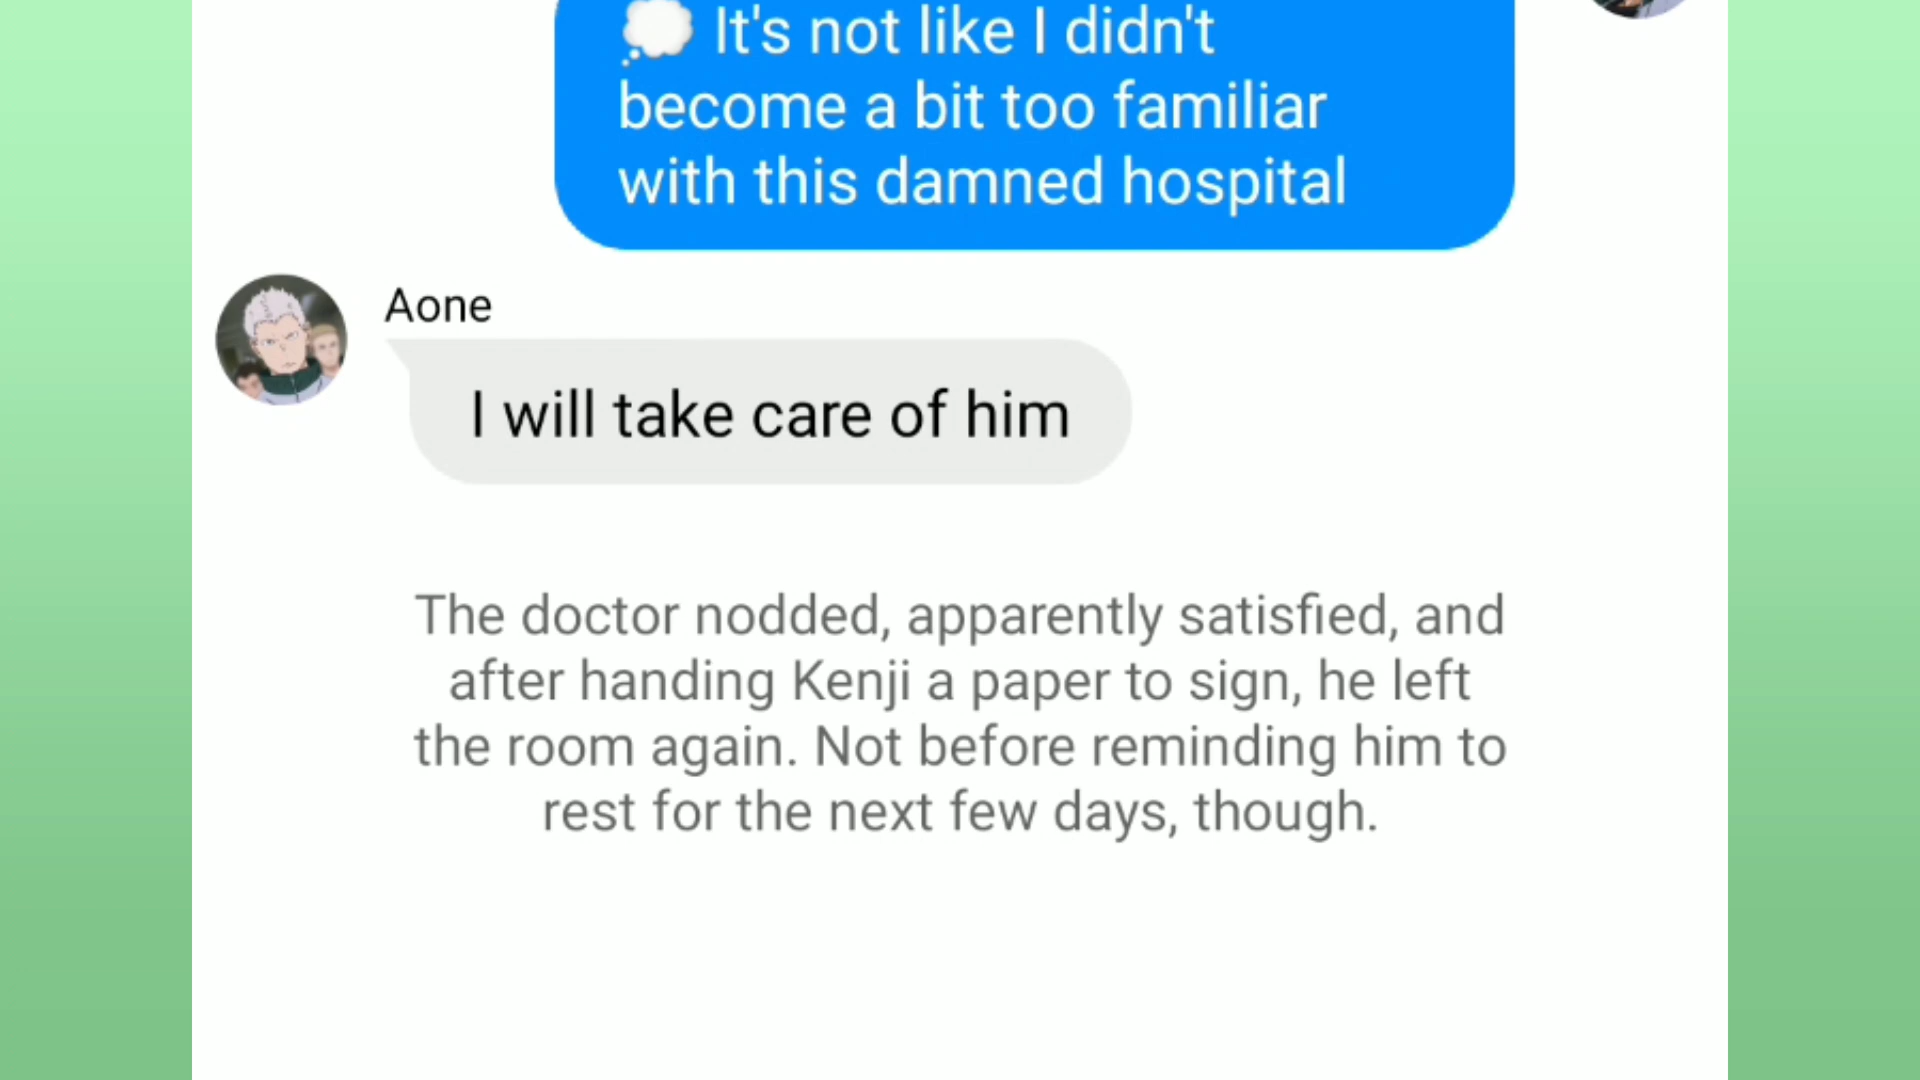 💭 It's not like I didn't
become a bit too familiar
with this damned hospital
Aone
I will take care of him
The doctor nodded, apparently satisfied, and
after handing Kenji a paper to sign, he left
the room again. Not before reminding him to
rest for the next few days, though.